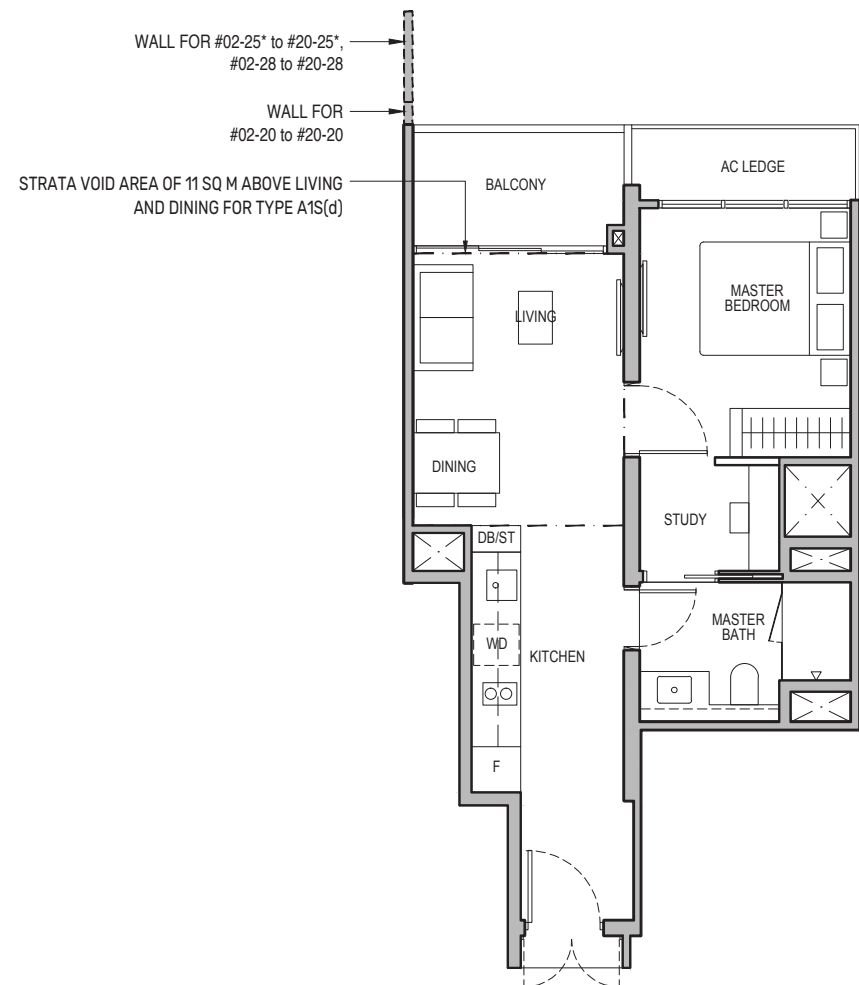 WALL FOR #02-25* to #20-25*,
#02-28 to #20-28
WALL FOR
#02-20 to #20-20
STRATA VOID AREA OF 11 SQ M ABOVE LIVING
AND DINING FOR TYPE A1S(d)
BALCONY
AC LEDGE
MASTER
BEDROOM
LIVING
DINING
STUDY
DB/ST
MASTER
BATH
WD
KITCHEN
F